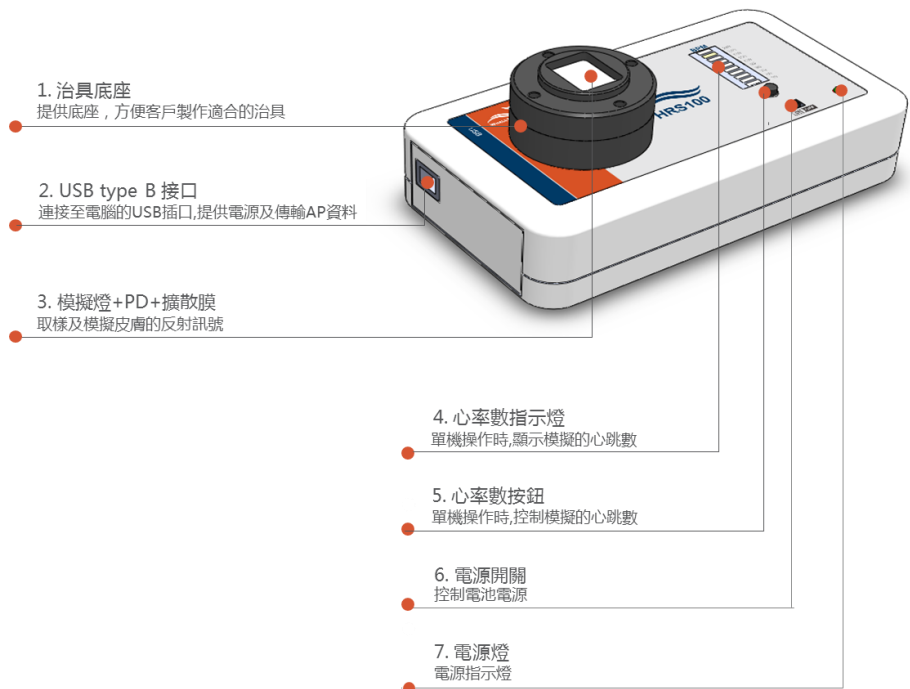 1. 治具底座
提供底座，方便客戶製作適合的治具
2. USB type B 接口
連接至電腦的USB插口,提供電源及傳輸AP資料
3. 模擬燈+PD+擴散膜
取樣及模擬皮膚的反射訊號
BPM
HRS100
USB
4. 心率數指示燈
單機操作時,顯示模擬的心跳數
5. 心率數按鈕
單機操作時,控制模擬的心跳數
6. 電源開關
控制電池電源
7. 電源燈
電源指示燈